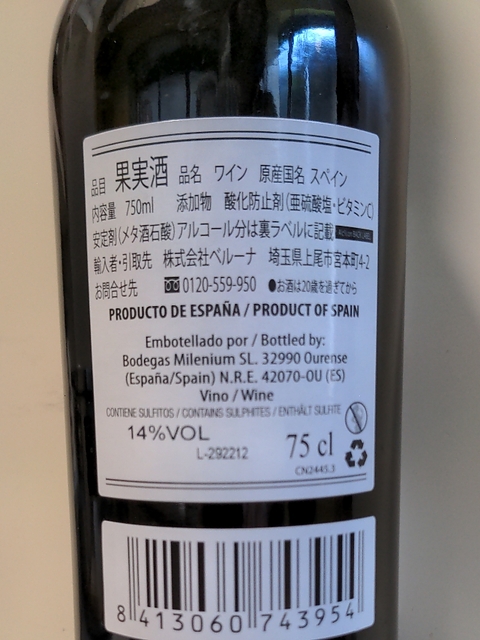 品目 果実酒 品名 ワイン 原産国名 スペイン
内容量 750ml 添加物 酸化防止剤(亜硫酸塩・ビタミンC)
安定剤(メタ酒石酸)アルコール分は裏ラベルに記載
輸入者・引取先 株式会社ベルーナ 埼玉県上尾市宮本町4-2
お問合せ先 0120-559-950 ●お酒は20歳を過ぎてから
PRODUCTO DE ESPAÑA / PRODUCT OF SPAIN
Embotellado por / Bottled by:
Bodegas Milenium SL. 32990 Ourense
(España/Spain) N.R.E. 42070-OU (ES)
Vino / Wine
CONTIENE SULFITOS / CONTAINS SULPHITES / ENTHÄLT SULFITE
14%VOL
L-292212
75 cl
CN2445.3
8 413060 743954